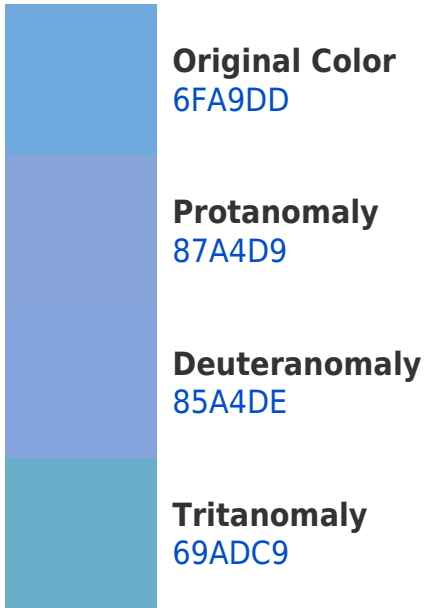 Original Color
6FA9DD
Protanomaly
87A4D9
Deuteranomaly
85A4DE
Tritanomaly
69ADC9